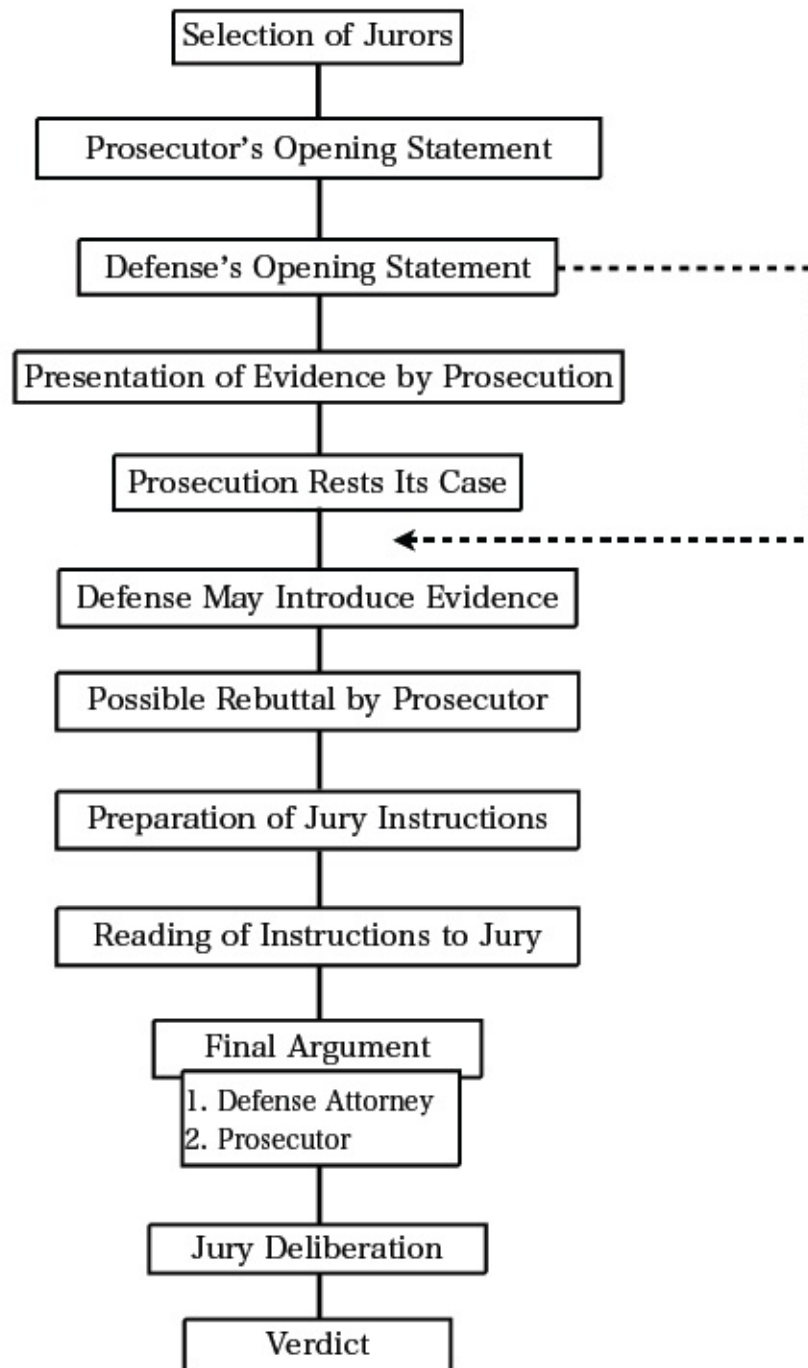 Selection of Jurors
Prosecutor's Opening Statement
Defense's Opening Statement
Presentation of Evidence by Prosecution
Prosecution Rests Its Case
Defense May Introduce Evidence
Possible Rebuttal by Prosecutor
Preparation of Jury Instructions
Reading of Instructions to Jury
Final Argument
1. Defense Attorney
2. Prosecutor
Jury Deliberation
Verdict